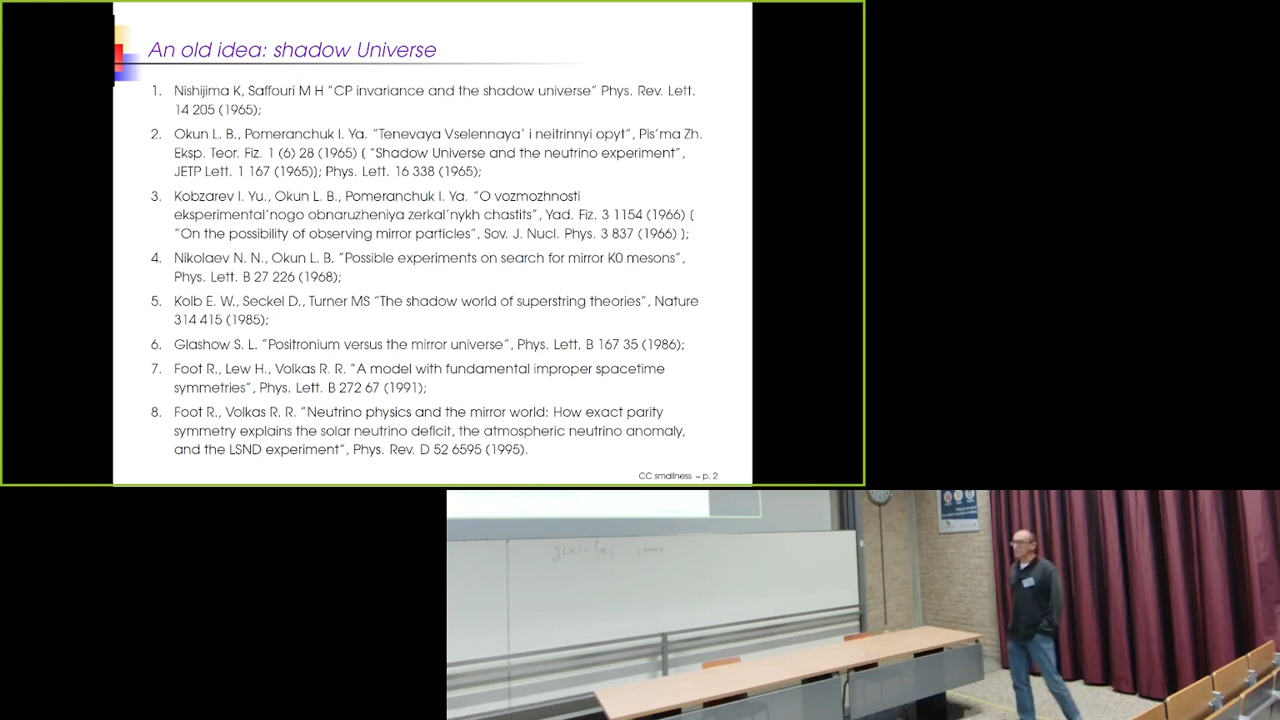 An old idea: shadow Universe
1. Nishijima K, Saffouri M H “CP invariance and the shadow universe” Phys. Rev. Lett.
14 205 (1965);
2. Okun L. B., Pomeranchuk I. Ya. “Tenevaya Vselennaya’ i neitrinnyi opyt”, Pis’ma Zh.
Eksp. Teor. Fiz. 1 (6) 28 (1965) [ “Shadow Universe and the neutrino experiment”,
JETP Lett. 1 167 (1965)]; Phys. Lett. 16 338 (1965);
3. Kobzarev I. Yu., Okun L. B., Pomeranchuk I. Ya. “O vozmozhnosti
eksperimental’nogo obnaruzheniya zerkal’nykh chastits”, Yad. Fiz. 3 1154 (1966) [
“On the possibility of observing mirror particles”, Sov. J. Nucl. Phys. 3 837 (1966) ];
4. Nikolaev N. N., Okun L. B. “Possible experiments on search for mirror K0 mesons”,
Phys. Lett. B 27 226 (1968);
5. Kolb E. W., Seckel D., Turner MS “The shadow world of superstring theories”, Nature
314 415 (1985);
6. Glashow S. L. “Positronium versus the mirror universe”, Phys. Lett. B 167 35 (1986);
7. Foot R., Lew H., Volkas R. R. “A model with fundamental improper spacetime
symmetries”, Phys. Lett. B 272 67 (1991);
8. Foot R., Volkas R. R. “Neutrino physics and the mirror world: How exact parity
symmetry explains the solar neutrino deficit, the atmospheric neutrino anomaly,
and the LSND experiment”, Phys. Rev. D 52 6595 (1995).
CC smallness – p. 2